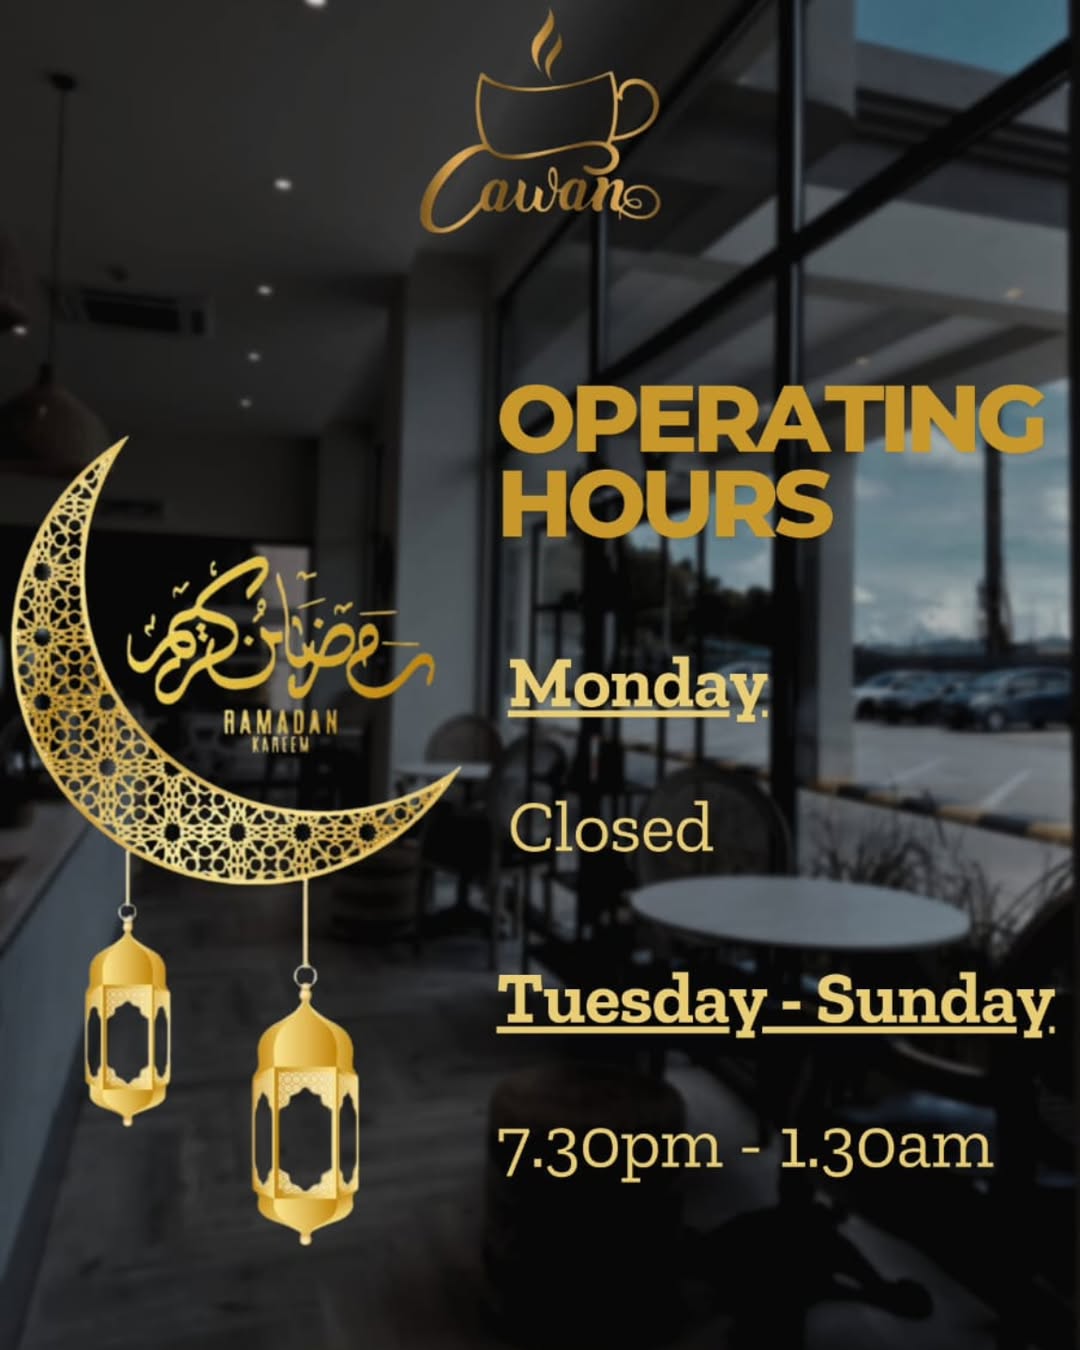 Cawan
OPERATING
HOURS
رمضان كريم
RAMADAN
KAREEM
Monday
Closed
Tuesday - Sunday
7.30pm - 1.30am